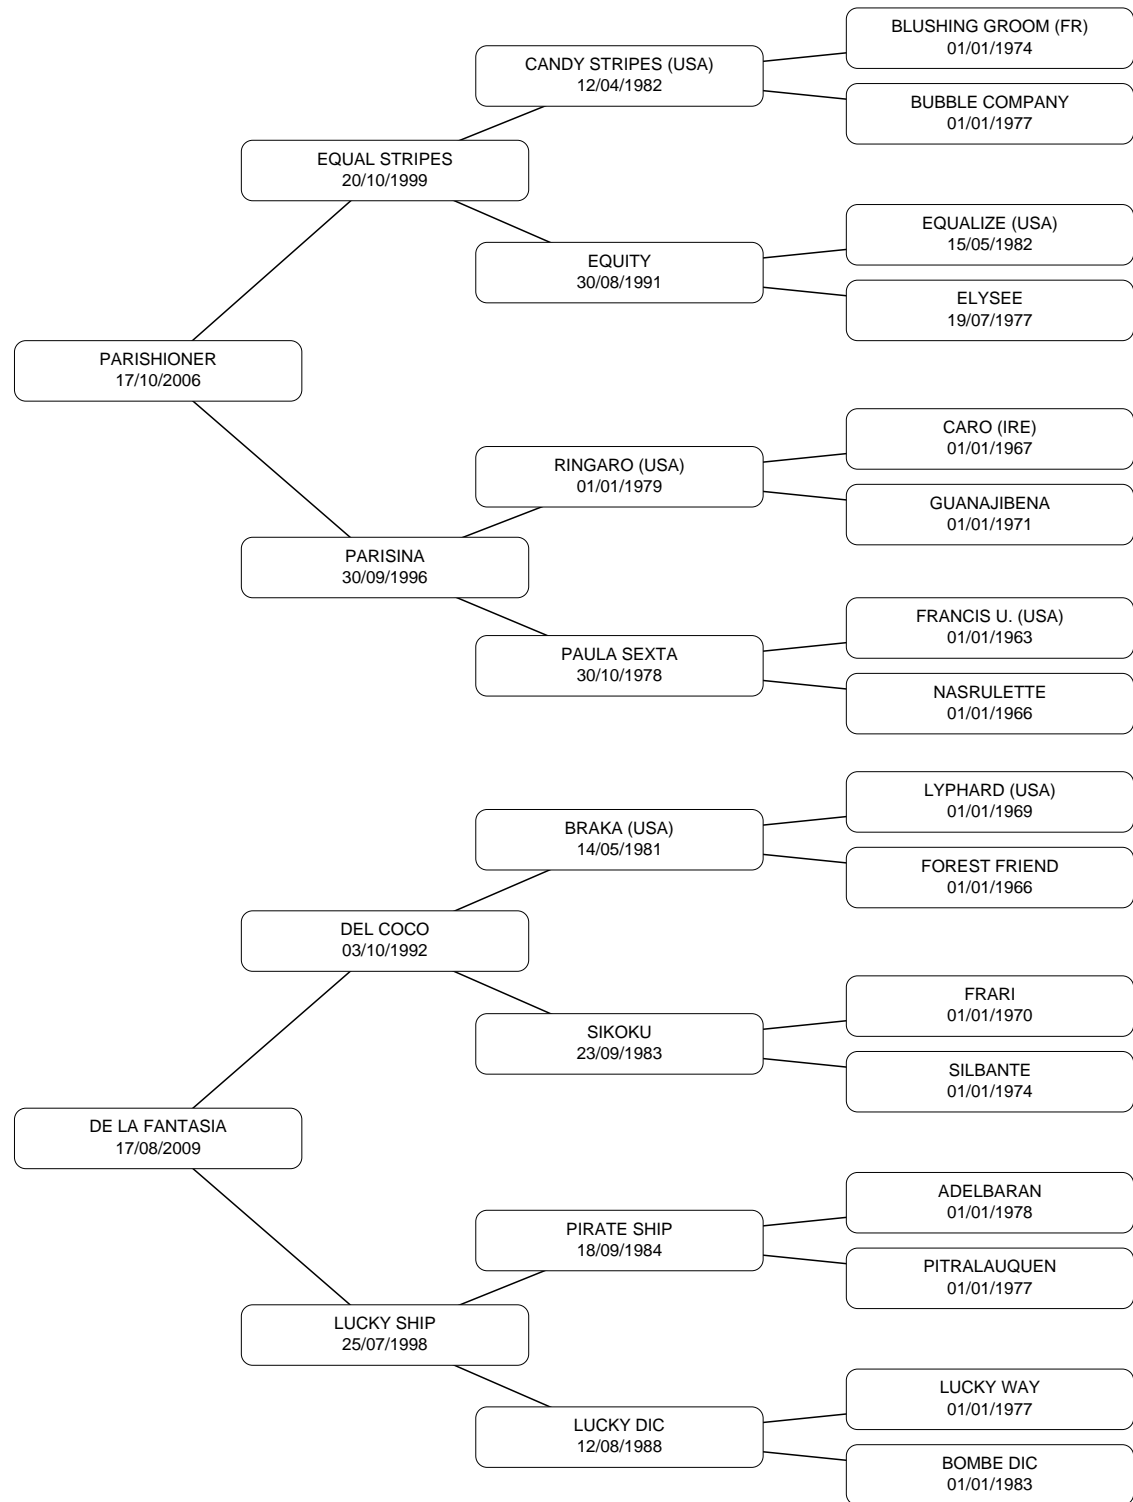 BLUSHING GROOM (FR)
01/01/1974
CANDY STRIPES (USA)
12/04/1982
BUBBLE COMPANY
01/01/1977
EQUAL STRIPES
20/10/1999
EQUALIZE (USA)
15/05/1982
EQUITY
30/08/1991
ELYSEE
19/07/1977
PARISHIONER
17/10/2006
CARO (IRE)
01/01/1967
RINGARO (USA)
01/01/1979
GUANAJIBENA
01/01/1971
PARISINA
30/09/1996
FRANCIS U. (USA)
01/01/1963
PAULA SEXTA
30/10/1978
NASRULETTE
01/01/1966
LYPHARD (USA)
01/01/1969
BRAKA (USA)
14/05/1981
FOREST FRIEND
01/01/1966
DEL COCO
03/10/1992
FRARI
01/01/1970
SIKOKU
23/09/1983
SILBANTE
01/01/1974
DE LA FANTASIA
17/08/2009
ADELBARAN
01/01/1978
PIRATE SHIP
18/09/1984
PITRALAUQUEN
01/01/1977
LUCKY SHIP
25/07/1998
LUCKY WAY
01/01/1977
LUCKY DIC
12/08/1988
BOMBE DIC
01/01/1983